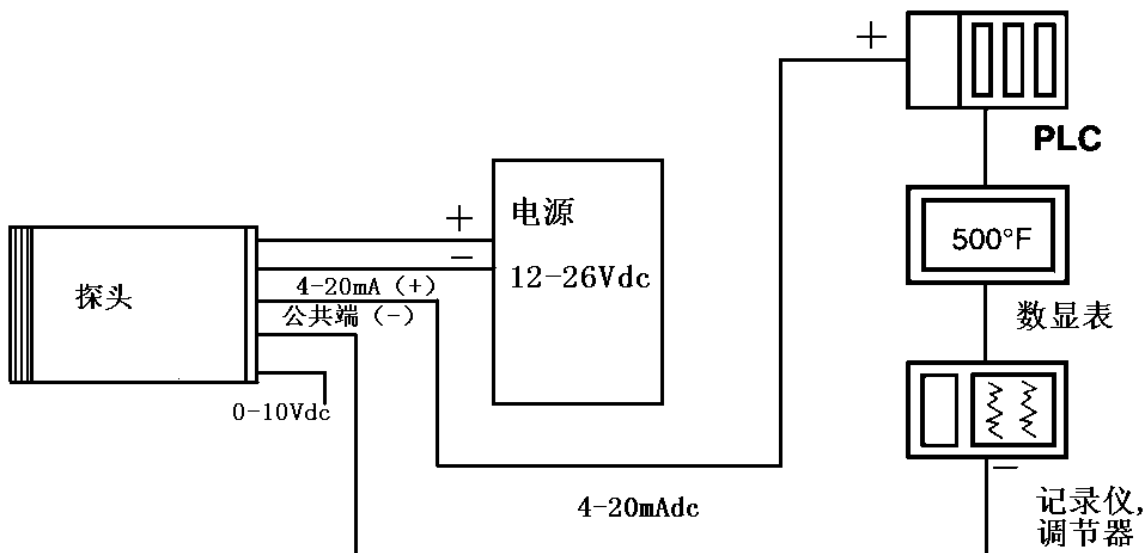 +
PLC
+
电源
-
500°F
12-26Vdc
探头
4-20mA (+)
公共端 (-)
数显表
0-10Vdc
-
4-20mAdc
记录仪,
调节器